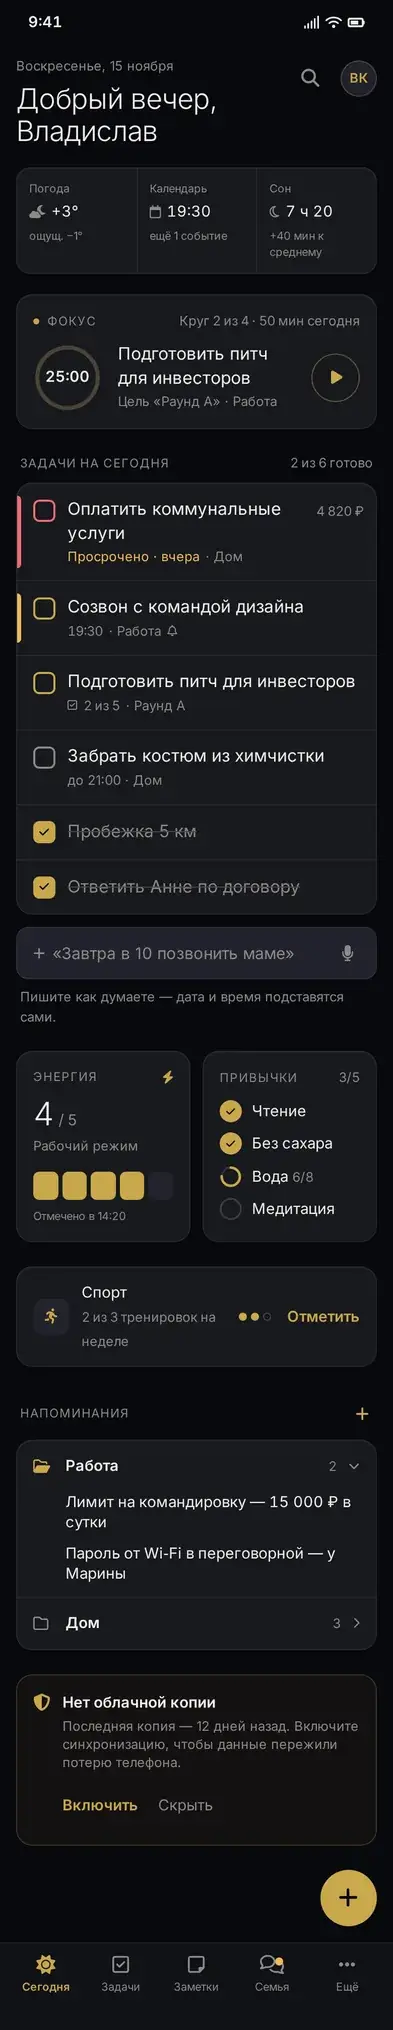 9:41
Воскресенье, 15 ноября
Добрый вечер,
Владислав
ВК
Погода
+3°
ощущ. −1°
Календарь
19:30
ещё 1 событие
Сон
7 ч 20
+40 мин к
среднему
ФОКУС
Круг 2 из 4 · 50 мин сегодня
25:00
Подготовить питч
для инвесторов
Цель «Раунд А» · Работа
ЗАДАЧИ НА СЕГОДНЯ
2 из 6 готово
Оплатить коммунальные
услуги
4 820 ₽
Просрочено · вчера · Дом
Созвон с командой дизайна
19:30 · Работа
Подготовить питч для инвесторов
2 из 5 · Раунд А
Забрать костюм из химчистки
до 21:00 · Дом
Пробежка 5 км
Ответить Анне по договору
+ «Завтра в 10 позвонить маме»
Пишите как думаете — дата и время подставятся
сами.
ЭНЕРГИЯ
4 / 5
Рабочий режим
Отмечено в 14:20
ПРИВЫЧКИ
3/5
Чтение
Без сахара
Вода 6/8
Медитация
Спорт
2 из 3 тренировок на
неделе
Отметить
НАПОМИНАНИЯ
+
Работа
2
Лимит на командировку — 15 000 ₽ в
сутки
Пароль от Wi-Fi в переговорной — у
Марины
Дом
3
Нет облачной копии
Последняя копия — 12 дней назад. Включите
синхронизацию, чтобы данные пережили
потерю телефона.
Включить
Скрыть
+
Сегодня
Задачи
Заметки
Семья
Ещё